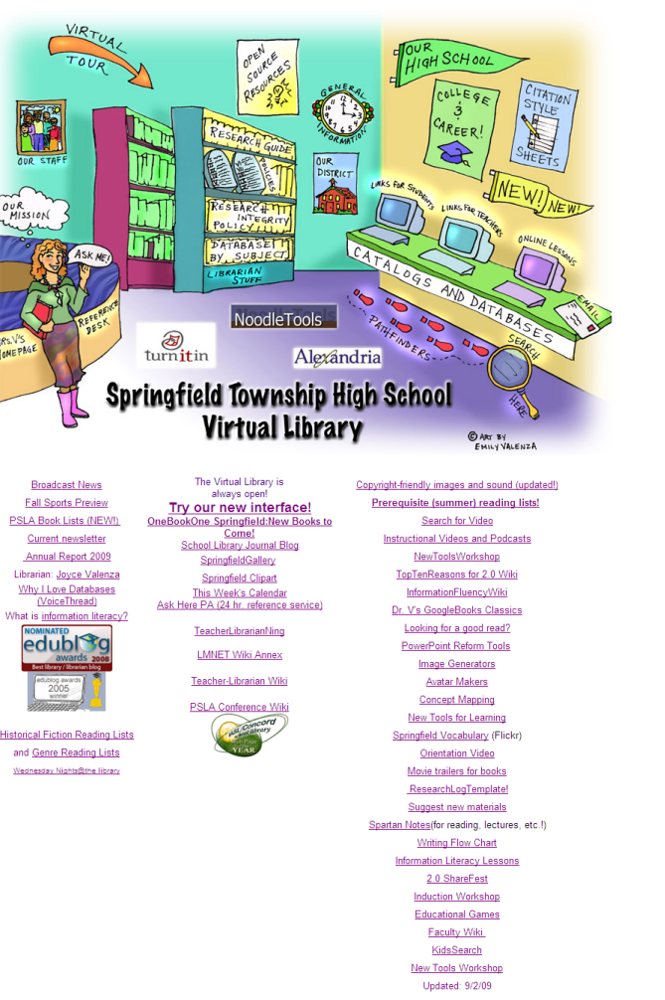 VIRTUAL
TOUR
OUR STAFF
OPEN
SOURCE
RESOURCES
GENERAL
INFORMATION
OUR
HIGH SCHOOL
COLLEGE
&
CAREER!
CITATION
STYLE
SHEETS
OUR
DISTRICT
RESEARCH GUIDE
POLICIES
RESEARCH
INTEGRITY
POLICY
DATABASES
BY SUBJECT
LIBRARIAN
STUFF
LINKS FOR STUDENTS
LINKS FOR TEACHERS
NEW! NEW!
ONLINE LESSONS
OUR
MISSION
ASK ME!
REFERENCE
DESK
MRS.V'S
HOMEPAGE
CATALOGS AND DATABASES
EMAIL
PATHFINDERS
SEARCH
HERE
NoodleTools
turnitin
Alexandria
Springfield Township High School
Virtual Library
© ART BY
EMILY VALENZA
Broadcast News
Fall Sports Preview
PSLA Book Lists (NEW!)
Current newsletter
Annual Report 2009
Librarian: Joyce Valenza
Why I Love Databases
(VoiceThread)
What is information literacy?
NOMINATED
edublog
awards 2008
Best library / librarian blog
edublog awards
2005
winner
Historical Fiction Reading Lists
and Genre Reading Lists
Wednesday Nights@the library
The Virtual Library is
always open!
Try our new interface!
OneBookOne Springfield:New Books to
Come!
School Library Journal Blog
SpringfieldGallery
Springfield Clipart
This Week's Calendar
Ask Here PA (24 hr. reference service)
TeacherLibrarianNing
LMNET Wiki Annex
Teacher-Librarian Wiki
PSLA Conference Wiki
YEAR
Copyright-friendly images and sound (updated!)
Prerequisite (summer) reading lists!
Search for Video
Instructional Videos and Podcasts
NewToolsWorkshop
TopTenReasons for 2.0 Wiki
InformationFluencyWiki
Dr. V's GoogleBooks Classics
Looking for a good read?
PowerPoint Reform Tools
Image Generators
Avatar Makers
Concept Mapping
New Tools for Learning
Springfield Vocabulary (Flickr)
Orientation Video
Movie trailers for books
ResearchLogTemplate!
Suggest new materials
Spartan Notes(for reading, lectures, etc.!)
Writing Flow Chart
Information Literacy Lessons
2.0 ShareFest
Induction Workshop
Educational Games
Faculty Wiki
KidsSearch
New Tools Workshop
Updated: 9/2/09